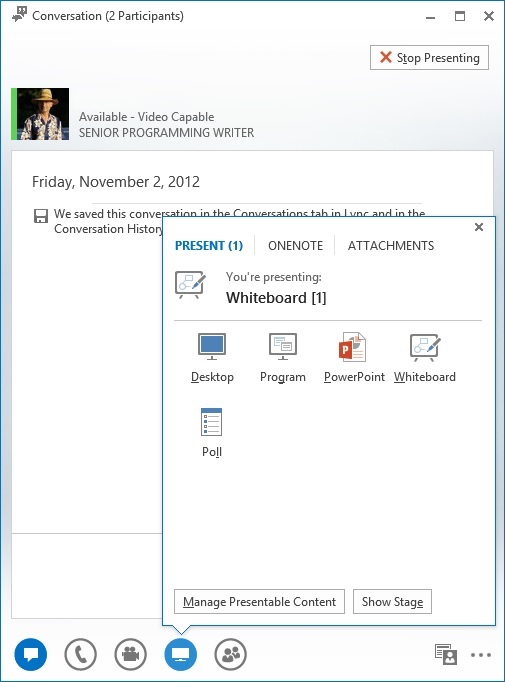 Conversation (2 Participants)
Stop Presenting
Available - Video Capable
SENIOR PROGRAMMING WRITER
Friday, November 2, 2012
We saved this conversation in the Conversations tab in Lync and in the
Conversation History
PRESENT (1) ONENOTE ATTACHMENTS
You're presenting:
Whiteboard [1]
Desktop Program PowerPoint Whiteboard
Poll
Manage Presentable Content Show Stage